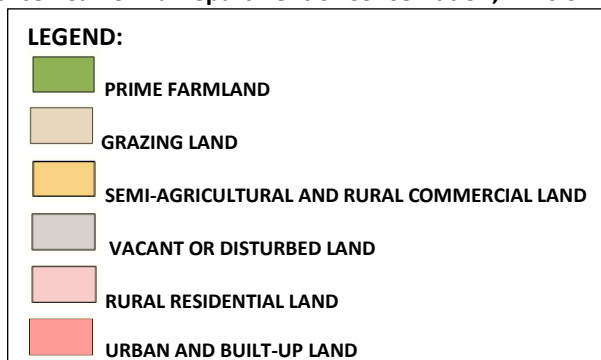 LEGEND:
PRIME FARMLAND
GRAZING LAND
SEMI-AGRICULTURAL AND RURAL COMMERCIAL LAND
VACANT OR DISTURBED LAND
RURAL RESIDENTIAL LAND
URBAN AND BUILT-UP LAND